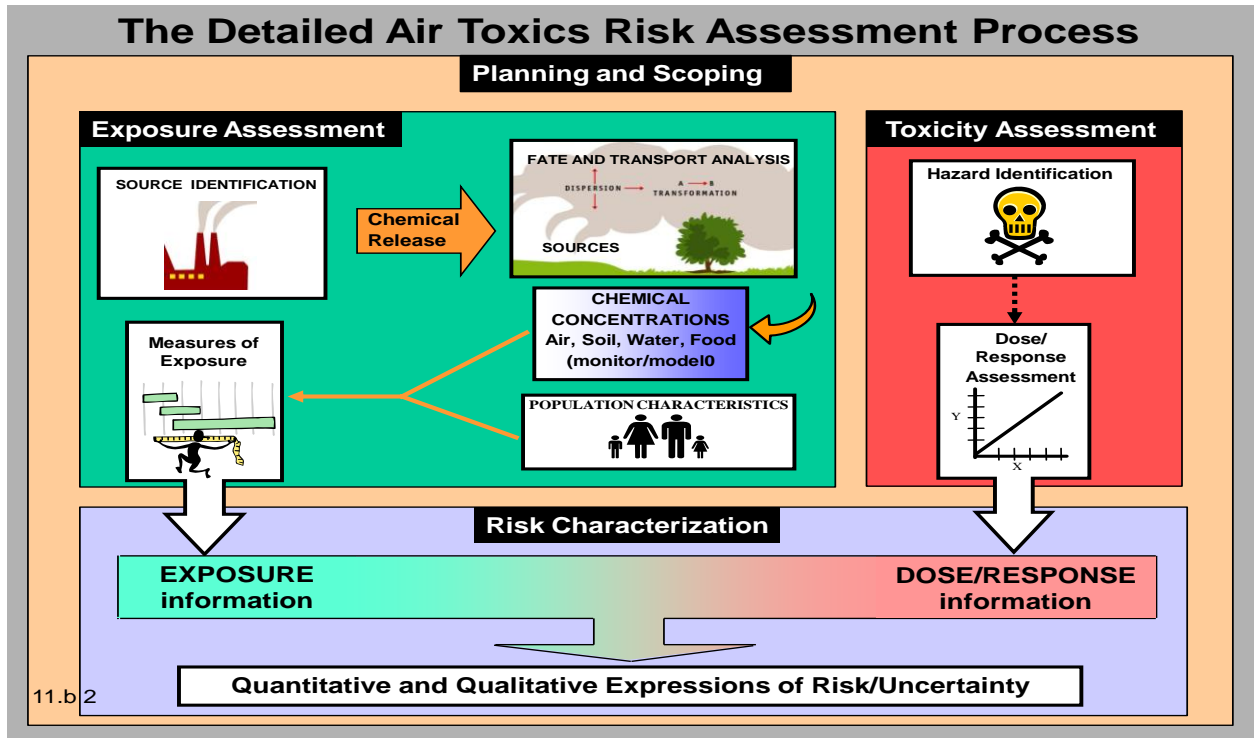 The Detailed Air Toxics Risk Assessment Process
Planning and Scoping
Exposure Assessment
SOURCE IDENTIFICATION
Chemical
Release
FATE AND TRANSPORT ANALYSIS
DISPERSION
A B
TRANSFORMATION
SOURCES
CHEMICAL
CONCENTRATIONS
Air, Soil, Water, Food
(monitor/model0
POPULATION CHARACTERISTICS
Measures of
Exposure
Toxicity Assessment
Hazard Identification
Dose/
Response
Assessment
Y
X
Risk Characterization
EXPOSURE
information
DOSE/RESPONSE
information
Quantitative and Qualitative Expressions of Risk/Uncertainty
11.b 2